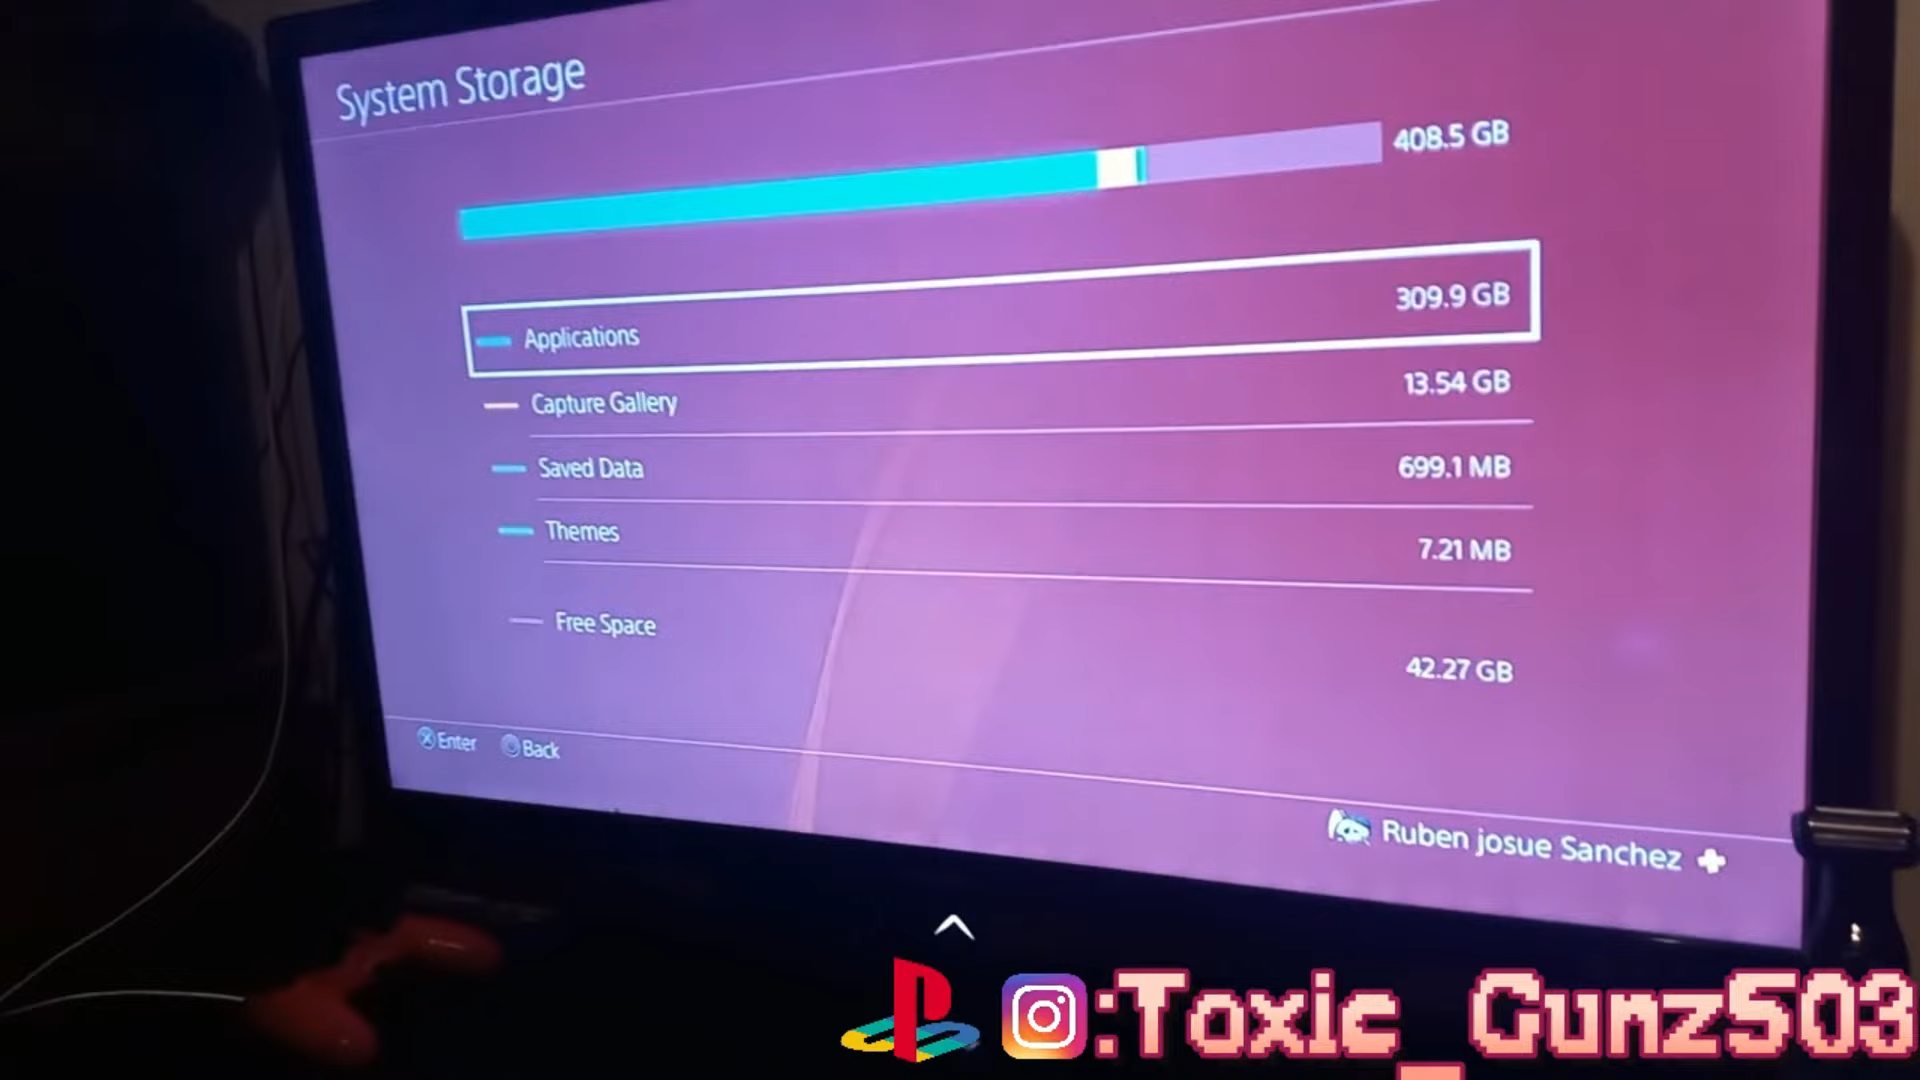 System Storage
408.5 GB
Applications 309.9 GB
Capture Gallery 13.54 GB
Saved Data 699.1 MB
Themes 7.21 MB
Free Space 42.27 GB
Enter Back
Ruben josue Sanchez
:Toxic_Gunz503